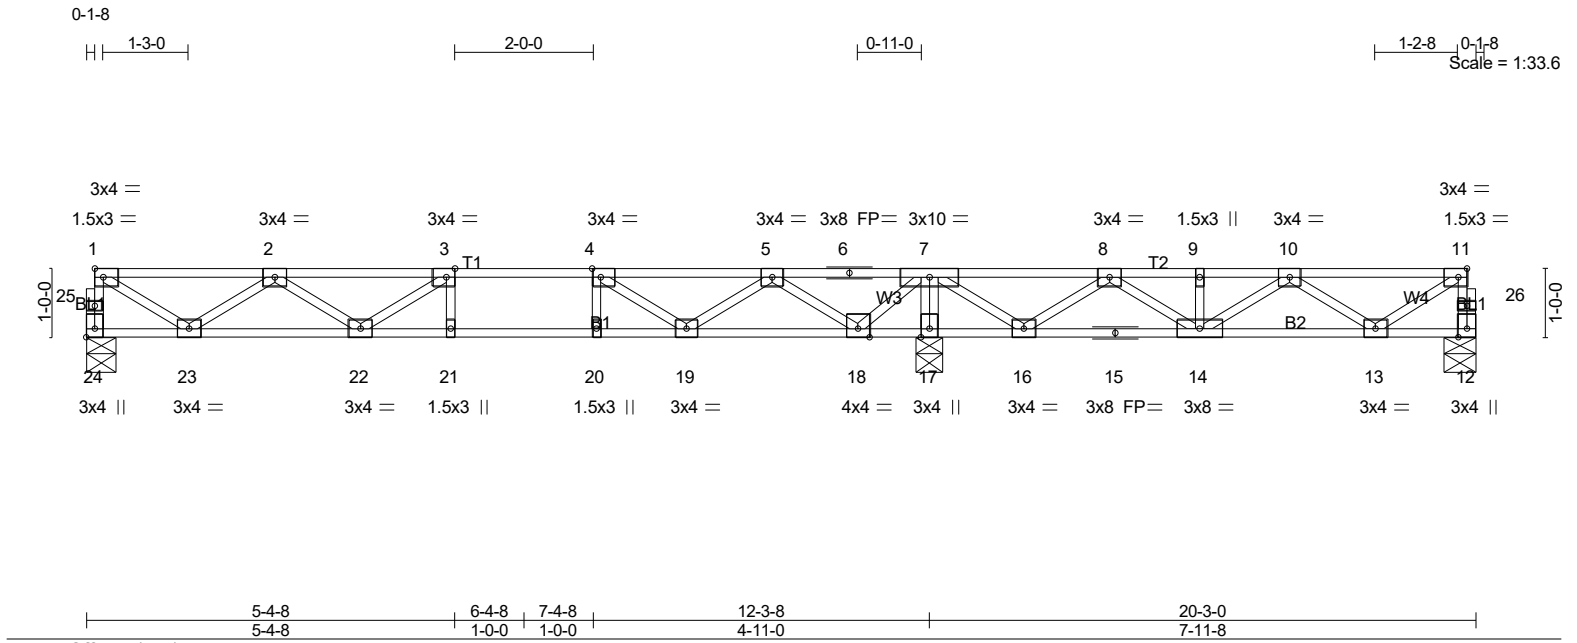 0-1-8
1-3-0 2-0-0 0-11-0 1-2-8 0-1-8
Scale = 1:33.6
3x4 = 3x4 =
1.5x3 = 3x4 = 3x4 = 3x4 = 3x4 = 3x8 FP= 3x10 = 3x4 = 1.5x3 || 3x4 = 1.5x3 =
1 2 3 4 5 6 7 8 9 10 11
T1 T2
1-0-0 25 W3 W4 26 1-0-0
B1 B2
24 23 22 21 20 19 18 17 16 15 14 13 12
3x4 || 3x4 = 3x4 = 1.5x3 || 1.5x3 || 3x4 = 4x4 = 3x4 || 3x4 = 3x8 FP= 3x8 = 3x4 = 3x4 ||
5-4-8 6-4-8 7-4-8 12-3-8 20-3-0
5-4-8 1-0-0 1-0-0 4-11-0 7-11-8